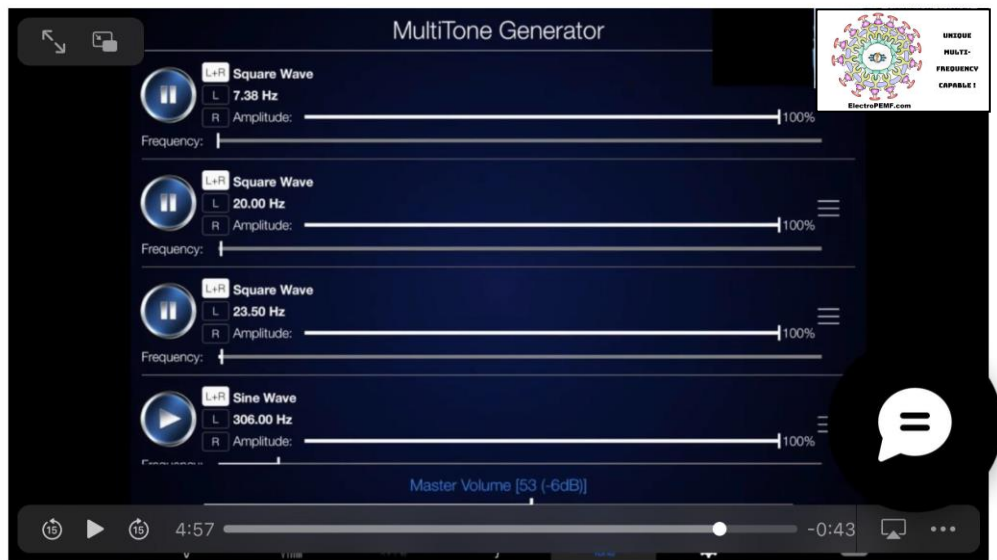 MultiTone Generator
UNIQUE
MULTI-
FREQUENCY
CAPABLE !
ElectroPEMF.com
L+R Square Wave
L 7.38 Hz
R Amplitude: 100%
Frequency:
L+R Square Wave
L 20.00 Hz
R Amplitude: 100%
Frequency:
L+R Square Wave
L 23.50 Hz
R Amplitude: 100%
Frequency:
L+R Sine Wave
L 306.00 Hz
R Amplitude: 100%
Master Volume [53 (-6dB)]
15 15 4:57 -0:43